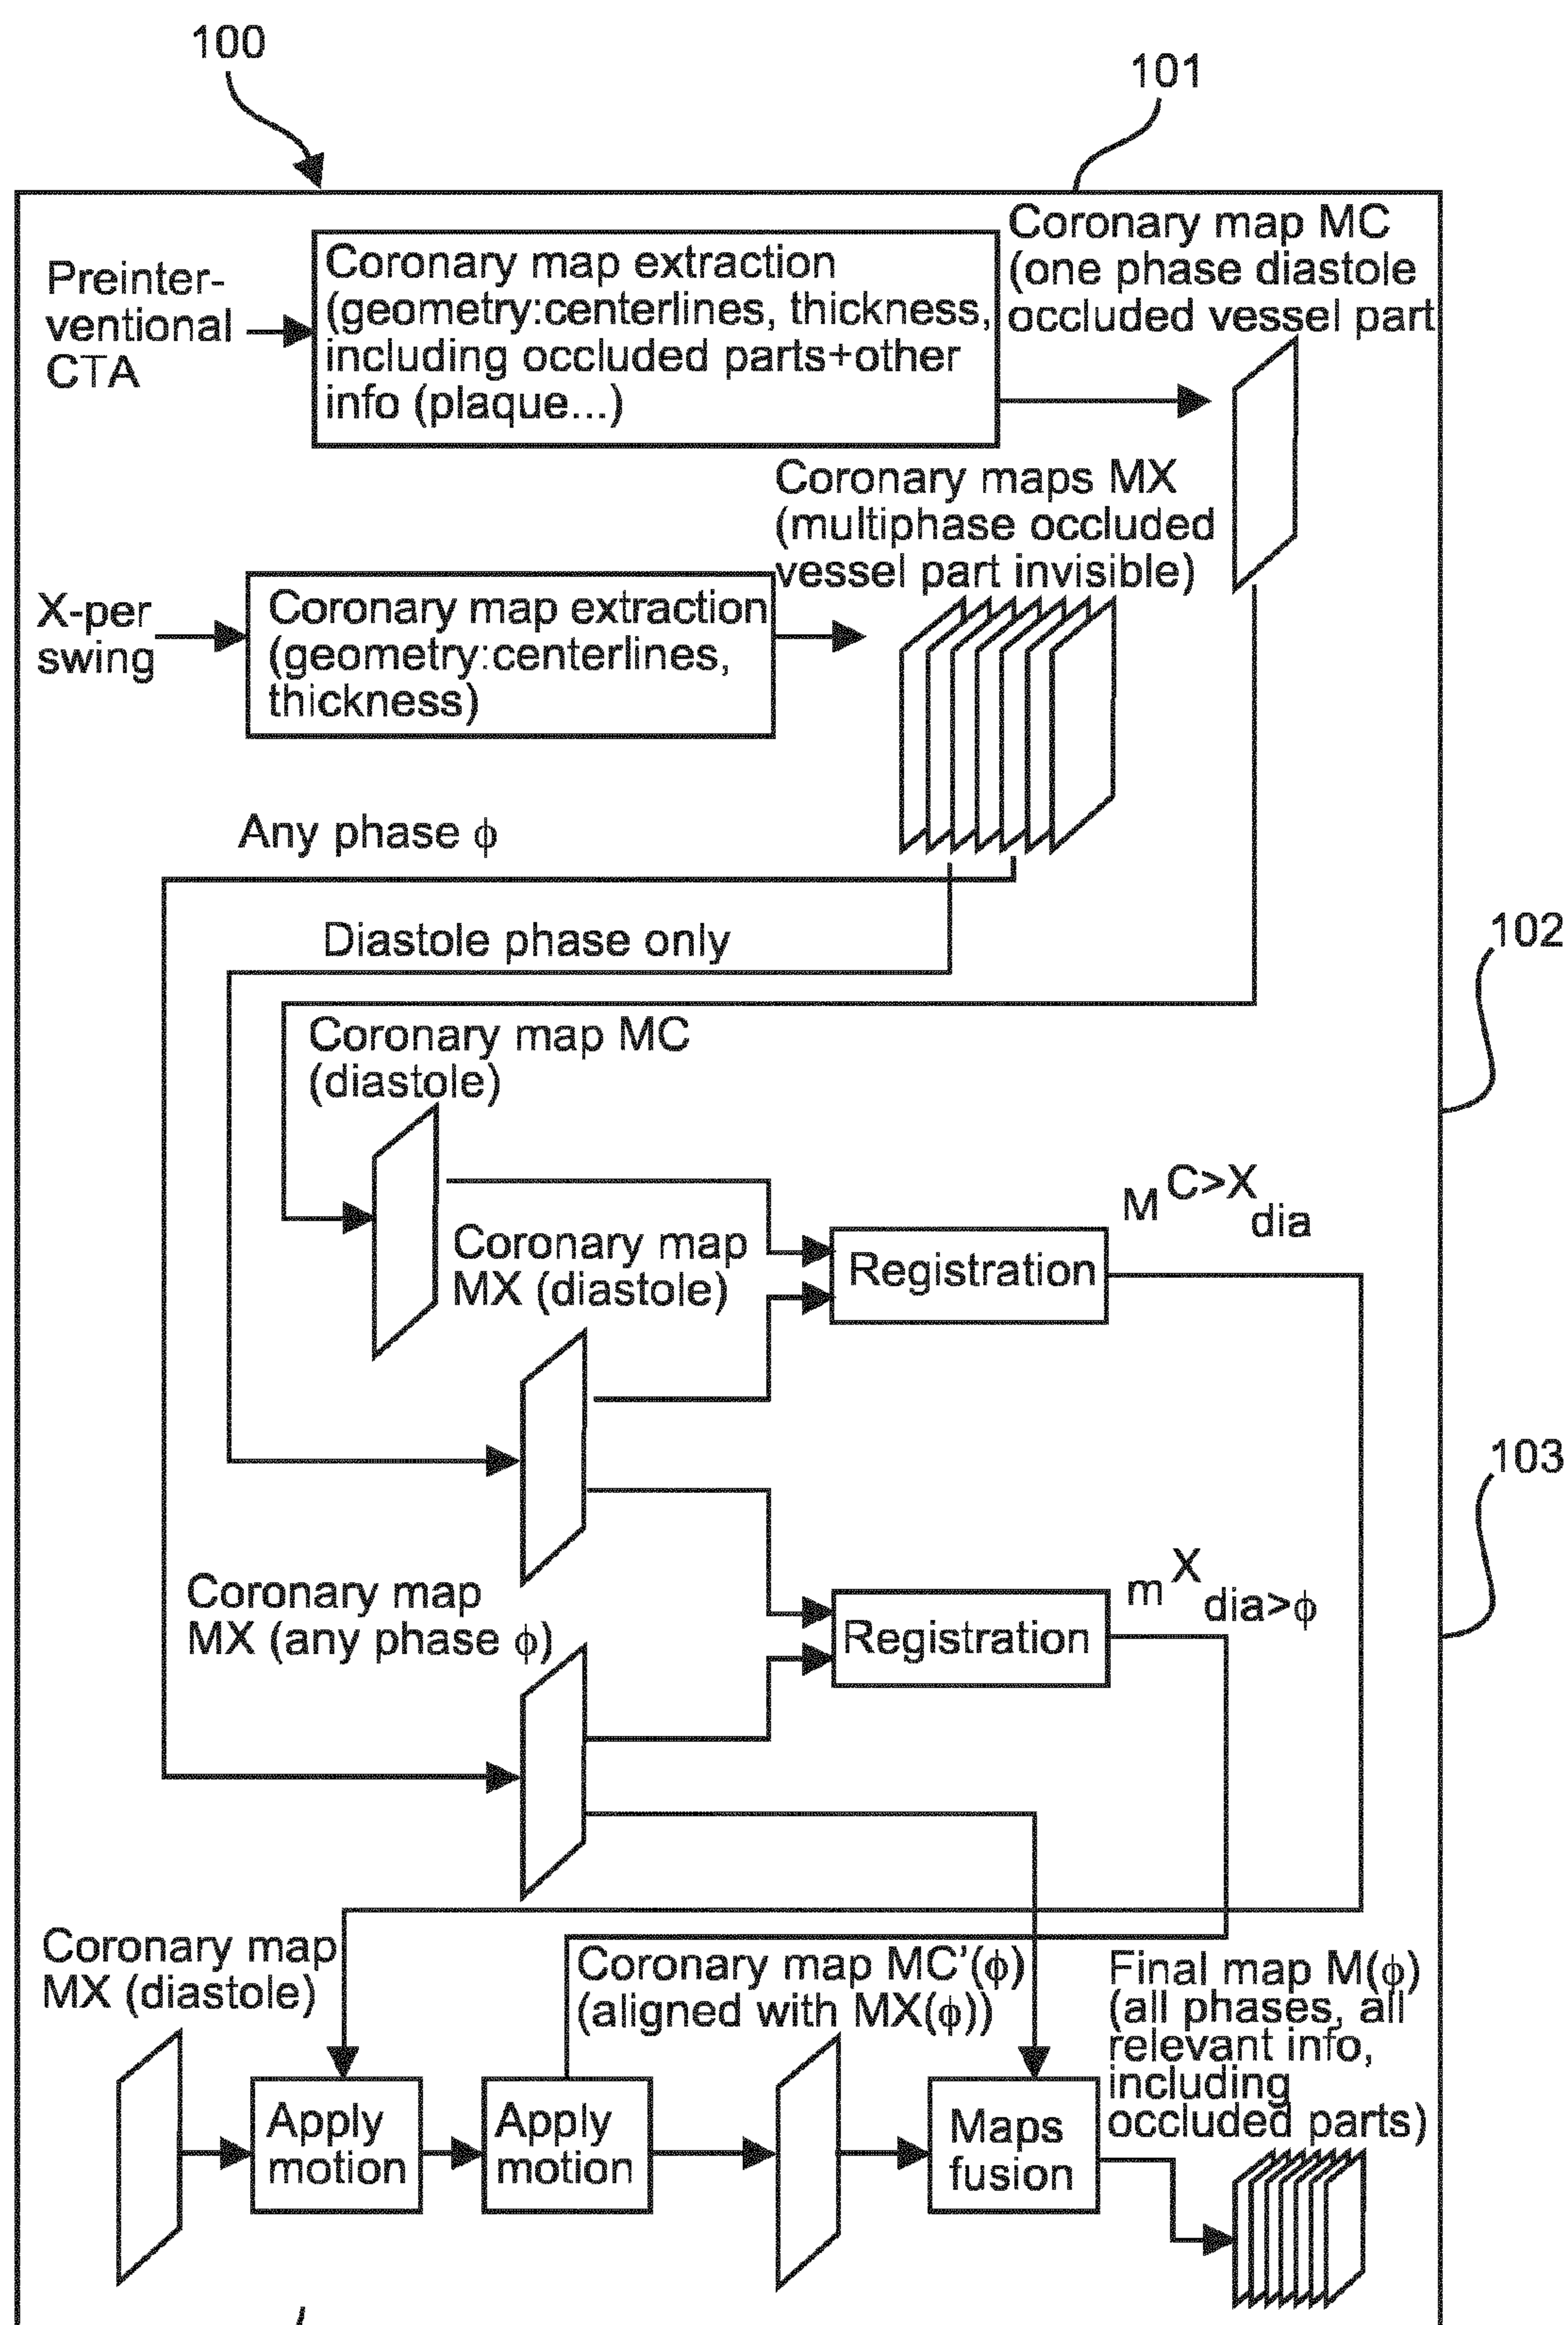 100
101
Preinter-
ventional
CTA
Coronary map extraction
(geometry:centerlines, thickness,
including occluded parts+other
info (plaque...)
Coronary map MC
(one phase diastole
occluded vessel part
Coronary maps MX
(multiphase occluded
vessel part invisible)
X-per
swing
Coronary map extraction
(geometry:centerlines,
thickness)
Any phase ϕ
Diastole phase only
102
Coronary map MC
(diastole)
Coronary map
MX (diastole)
Registration
M C>X dia
103
Coronary map
MX (any phase ϕ)
Registration
m X dia>ϕ
Coronary map
MX (diastole)
Apply
motion
Apply
motion
Coronary map MC’(ϕ)
(aligned with MX(ϕ))
Maps
fusion
Final map M(ϕ)
(all phases, all
relevant info,
including
occluded parts)